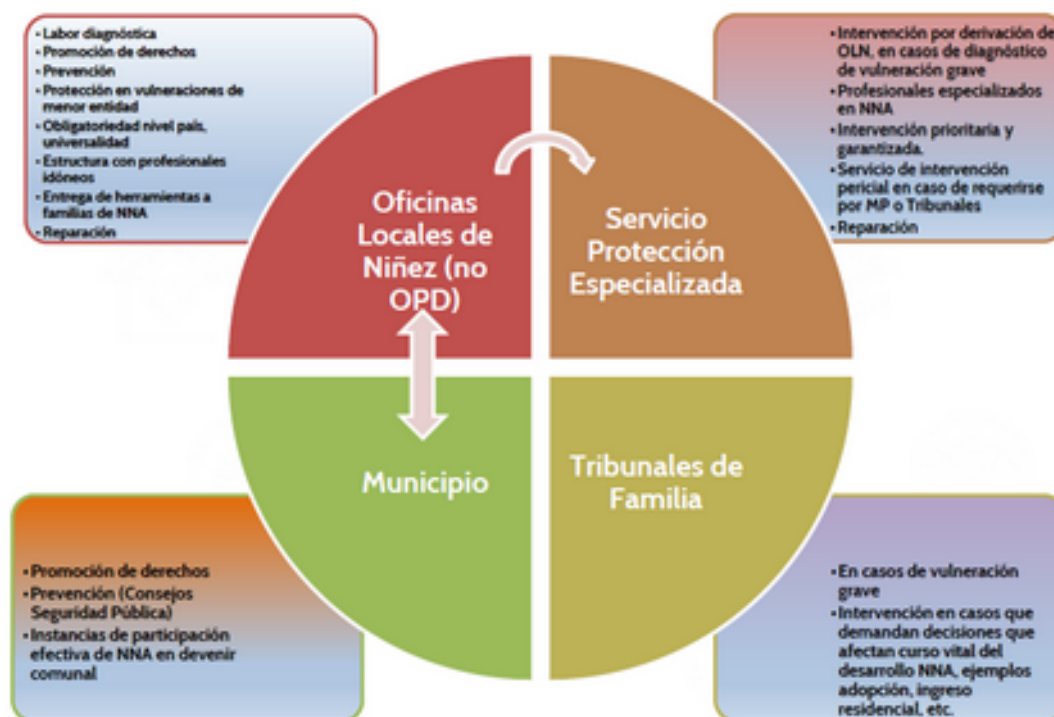 • Labor diagnóstica
• Promoción de derechos
• Prevención
• Protección en vulneraciones de
menor entidad
• Obligatoriedad nivel país,
universalidad
• Estructura con profesionales
idóneos
• Entrega de herramientas a
familias de NNA
• Reparación
• Intervención por derivación de
OLN, en casos de diagnóstico
de vulneración grave
• Profesionales especializados
en NNA
• Intervención prioritaria y
garantizada.
• Servicio de intervención
pericial en caso de requerirse
por MP o Tribunales
• Reparación
Oficinas
Locales de
Niñez (no
OPD)
Servicio
Protección
Especializada
Municipio
Tribunales de
Familia
• Promoción de derechos
• Prevención (Consejos
Seguridad Pública)
• Instancias de participación
efectiva de NNA en devenir
comunal
• En casos de vulneración
grave
• Intervención en casos que
demandan decisiones que
afectan curso vital del
desarrollo NNA, ejemplos
adopción, ingreso
residencial, etc.